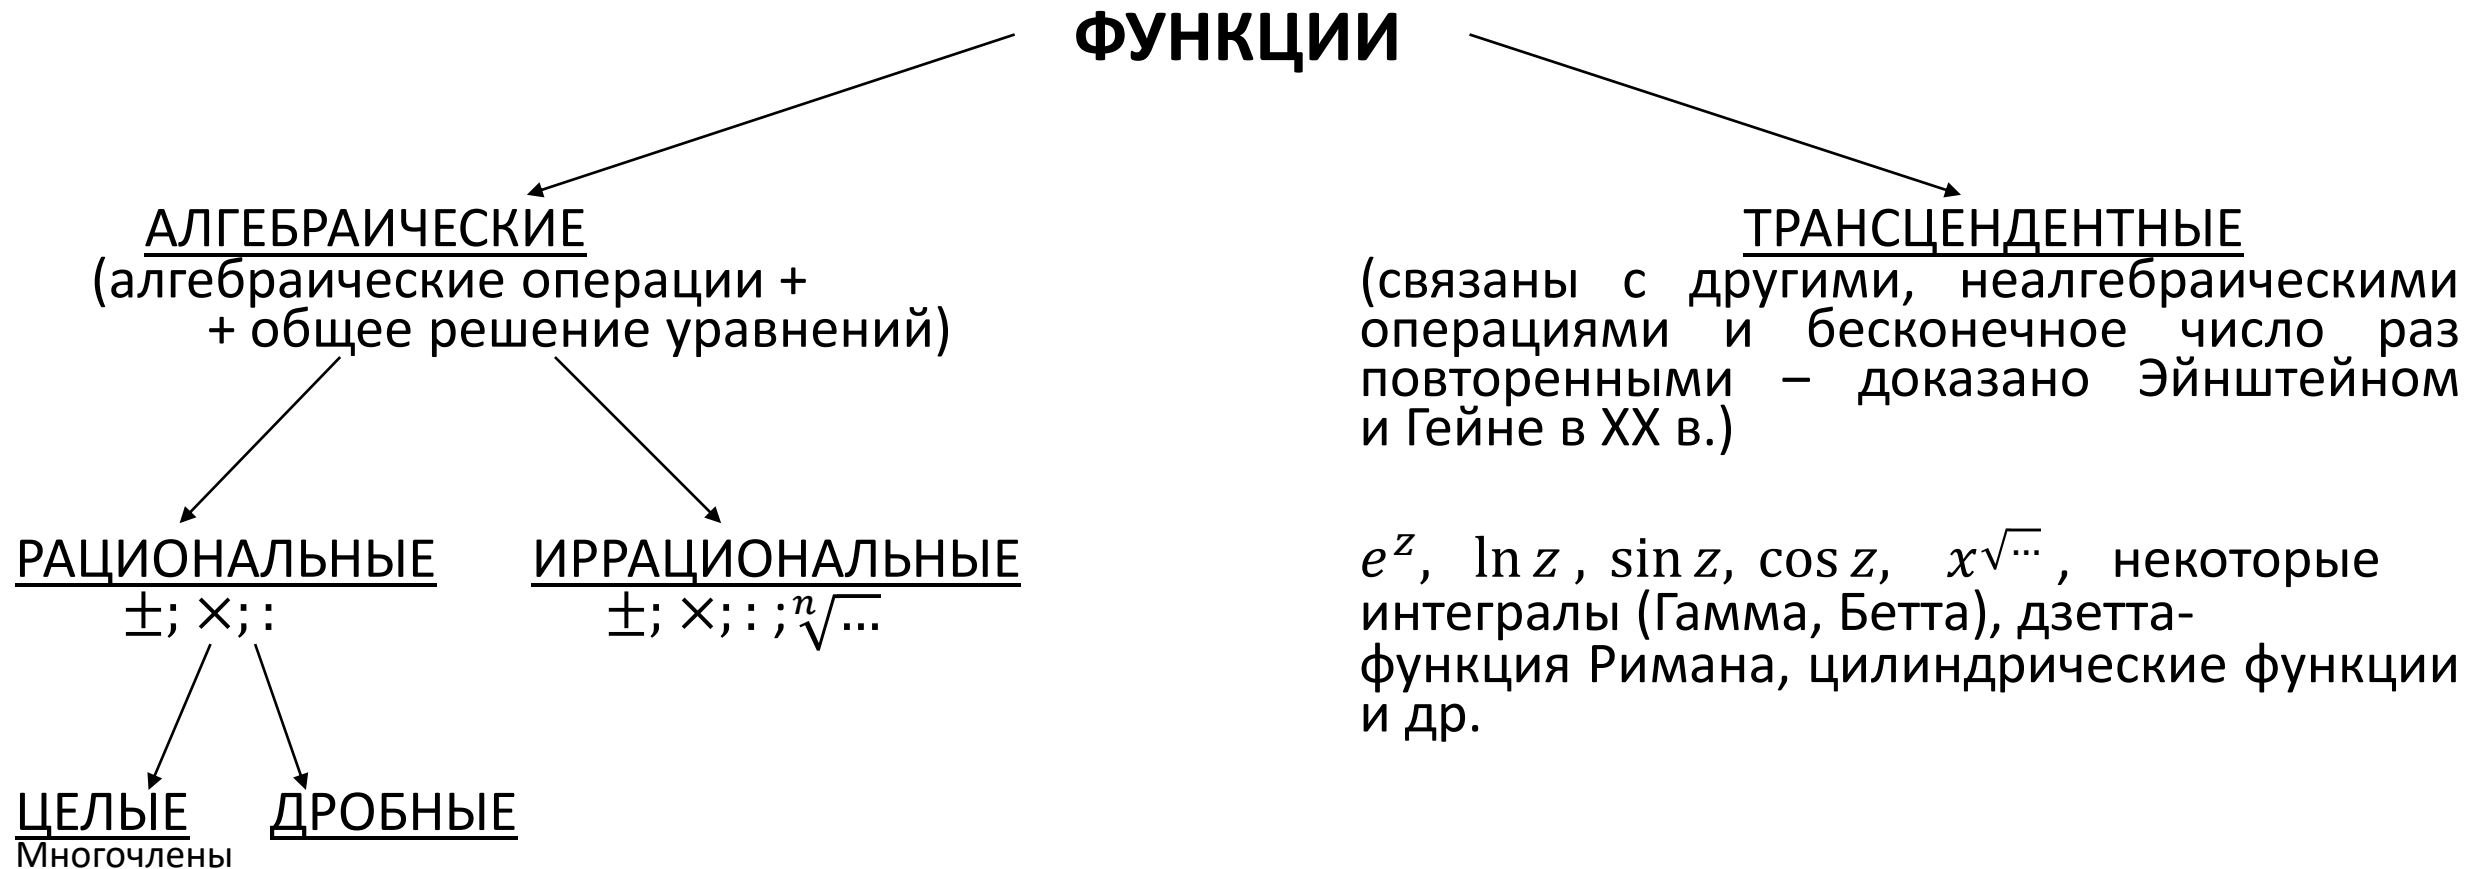 ФУНКЦИИ
АЛГЕБРАИЧЕСКИЕ
(алгебраические операции +
+ общее решение уравнений)
РАЦИОНАЛЬНЫЕ
±; ×; :
ИРРАЦИОНАЛЬНЫЕ
±; ×; : ; ⁿ√...
ЦЕЛЫЕ
Многочлены
ДРОБНЫЕ
ТРАНСЦЕНДЕНТНЫЕ
(связаны с другими, неалгебраическими
операциями и бесконечное число раз
повторенными – доказано Эйнштейном
и Гейне в XX в.)
e^z, ln z , sin z, cos z, x^√... , некоторые
интегралы (Гамма, Бетта), дзетта-
функция Римана, цилиндрические функции
и др.